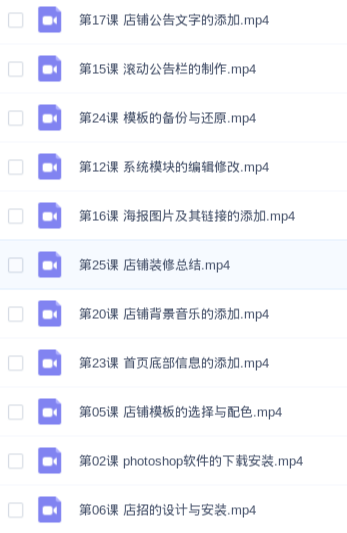 第17课 店铺公告文字的添加.mp4
第15课 滚动公告栏的制作.mp4
第24课 模板的备份与还原.mp4
第12课 系统模块的编辑修改.mp4
第16课 海报图片及其链接的添加.mp4
第25课 店铺装修总结.mp4
第20课 店铺背景音乐的添加.mp4
第23课 首页底部信息的添加.mp4
第05课 店铺模板的选择与配色.mp4
第02课 photoshop软件的下载安装.mp4
第06课 店招的设计与安装.mp4